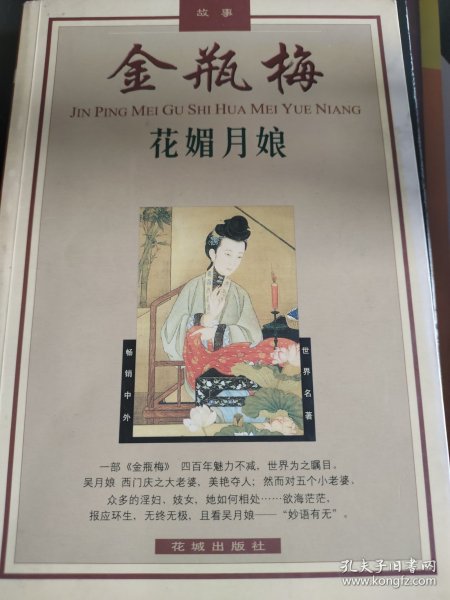 故事
金瓶梅
JIN PING MEI GU SHI HUA MEI YUE NIANG
花媚月娘
畅销中外
世界名著
一部《金瓶梅》 四百年魅力不减，世界为之瞩目。
吴月娘 西门庆之大老婆，美艳夺人；然而对五个小老婆、
众多的淫妇、妓女，她如何相处……欲海茫茫，
报应环生，无终无极，且看吴月娘——“妙语有无”。
花城出版社
孔夫子旧书网
www.kongfz.com